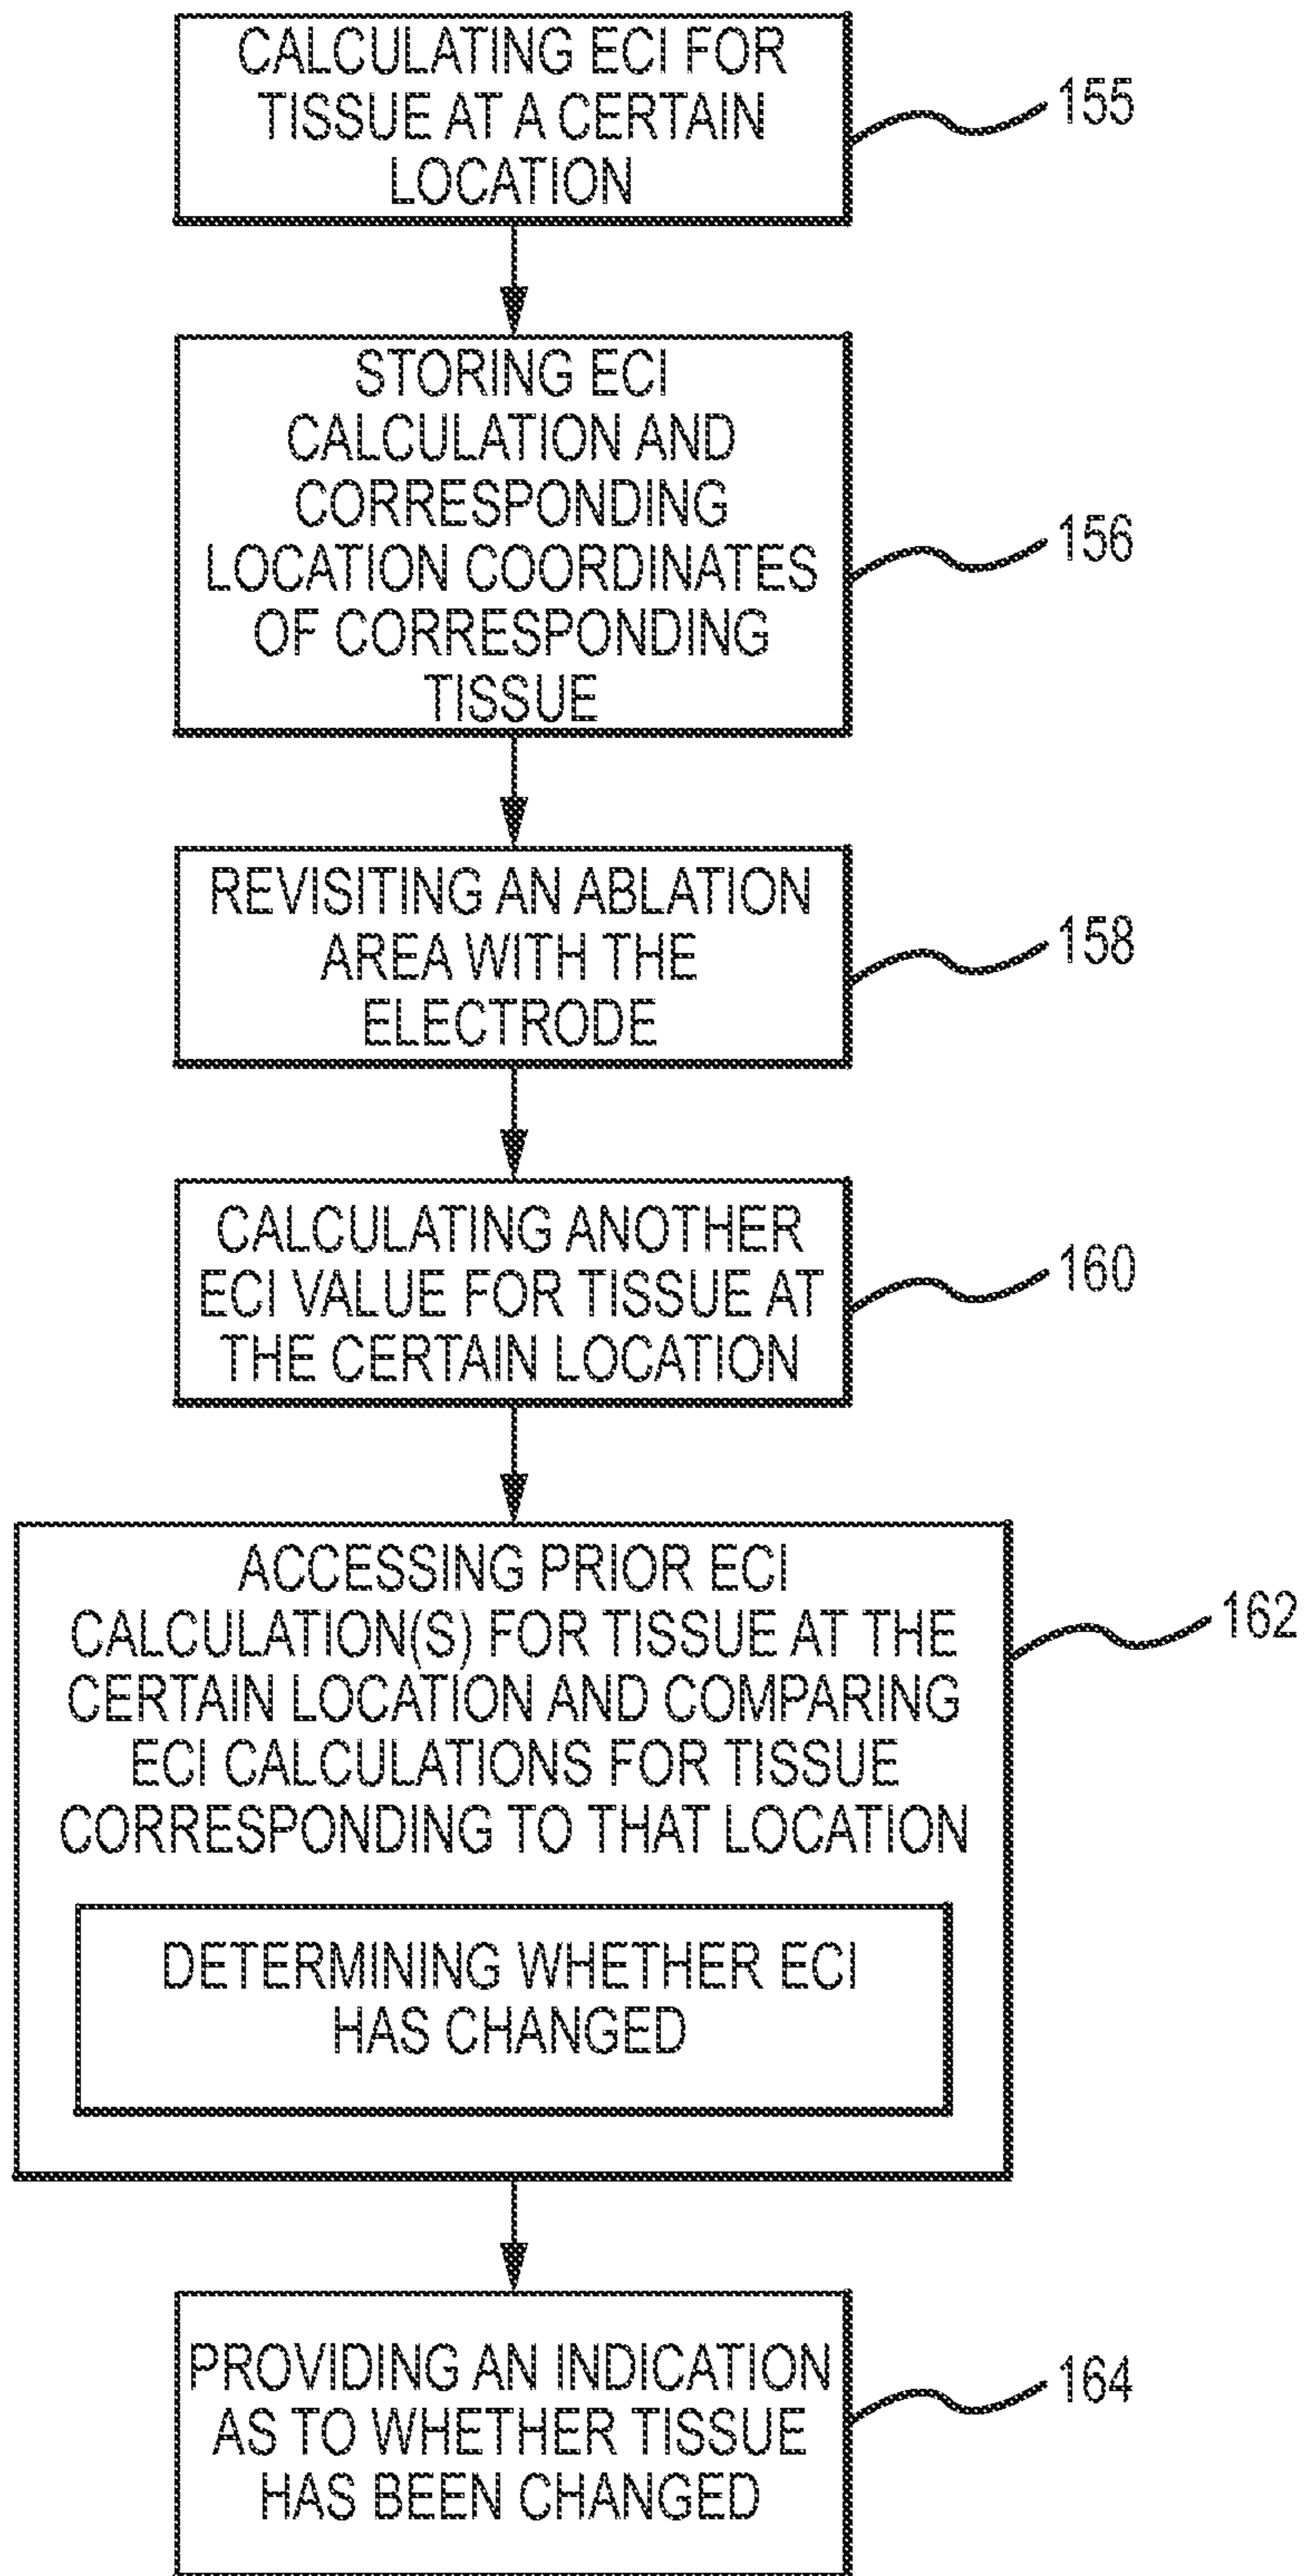 CALCULATING ECI FOR
TISSUE AT A CERTAIN
LOCATION
155
STORING ECI
CALCULATION AND
CORRESPONDING
LOCATION COORDINATES
OF CORRESPONDING
TISSUE
156
REVISITING AN ABLATION
AREA WITH THE
ELECTRODE
158
CALCULATING ANOTHER
ECI VALUE FOR TISSUE AT
THE CERTAIN LOCATION
160
ACCESSING PRIOR ECI
CALCULATION(S) FOR TISSUE AT THE
CERTAIN LOCATION AND COMPARING
ECI CALCULATIONS FOR TISSUE
CORRESPONDING TO THAT LOCATION
162
DETERMINING WHETHER ECI
HAS CHANGED
PROVIDING AN INDICATION
AS TO WHETHER TISSUE
HAS BEEN CHANGED
164